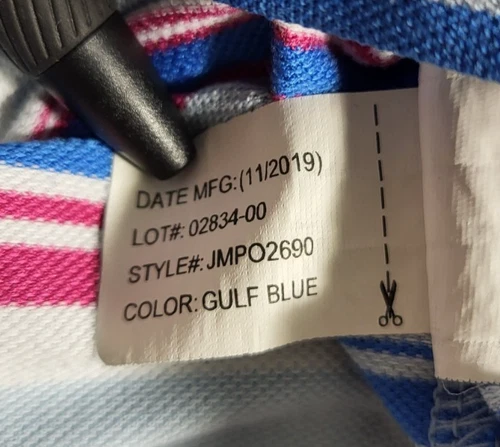 DATE MFG:(11/2019)
LOT#: 02834-00
STYLE#: JMPO2690
COLOR: GULF BLUE